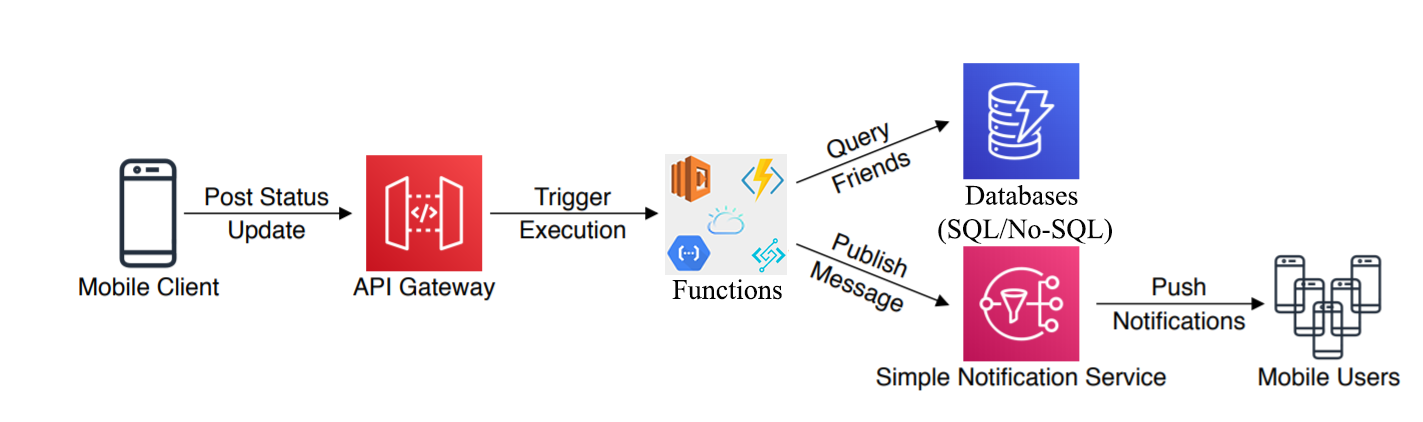 Post Status
Update
Mobile Client
API Gateway
Trigger
Execution
Functions
Query
Friends
Databases
(SQL/No-SQL)
Publish
Message
Simple Notification Service
Push
Notifications
Mobile Users